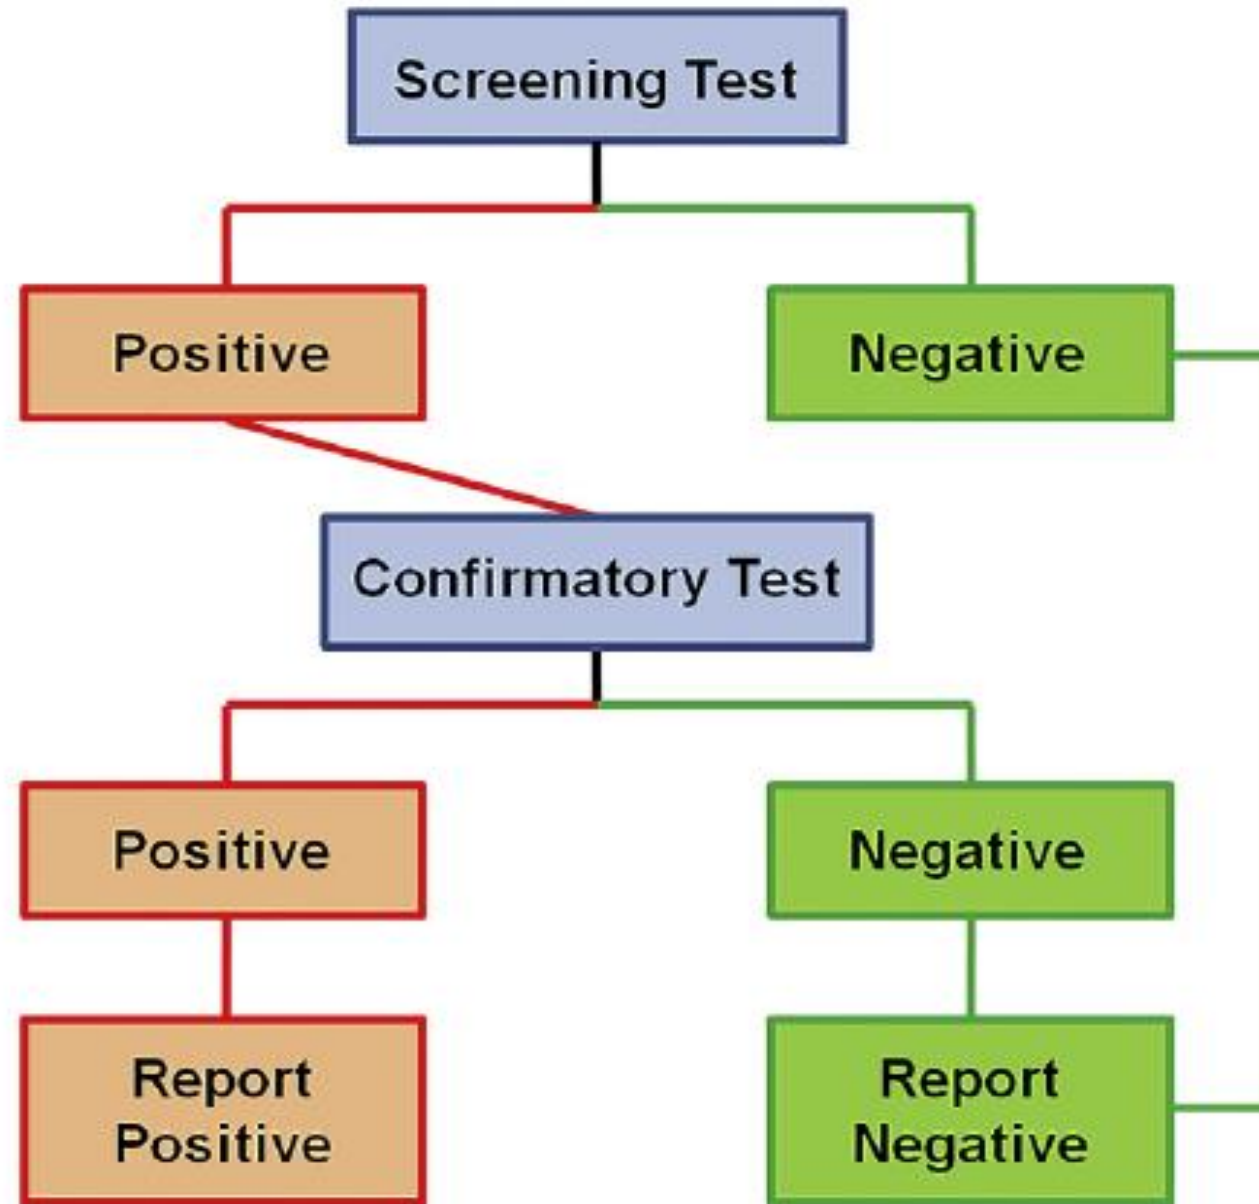 Screening Test
Positive
Negative
Confirmatory Test
Positive
Negative
Report
Positive
Report
Negative